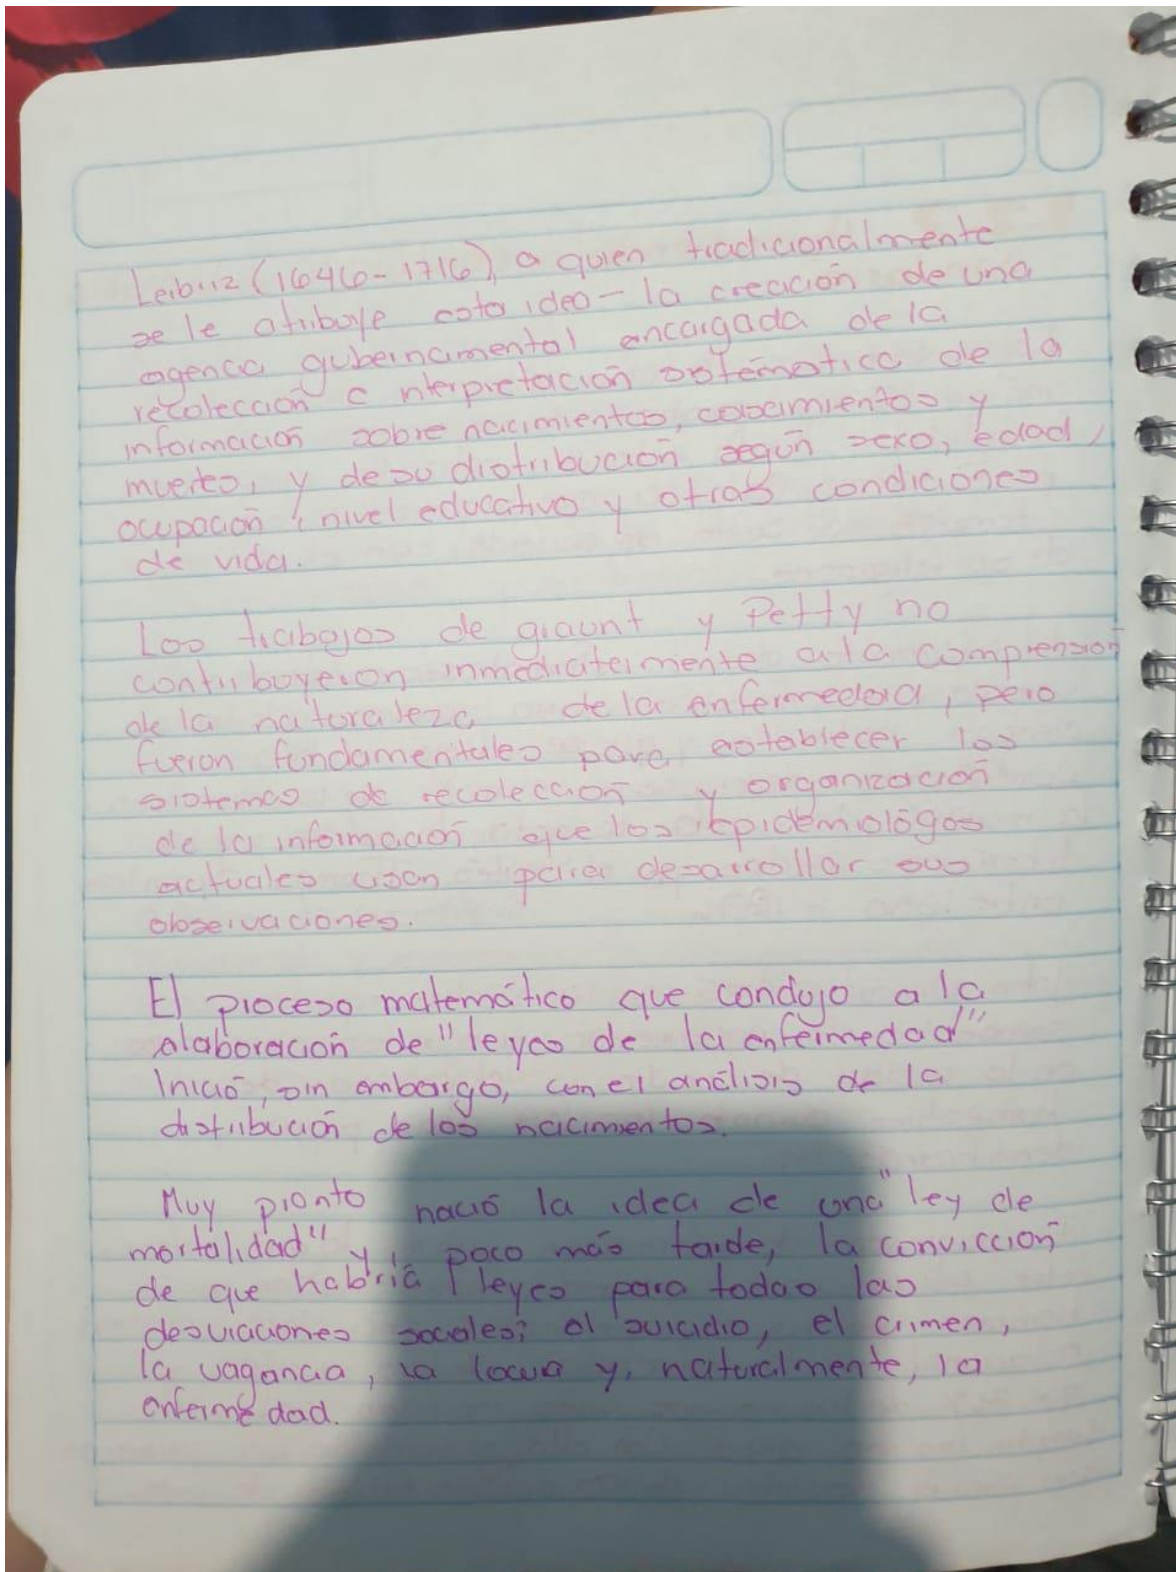 Leibniz (1646-1716), a quien tradicionalmente
se le atribuye esta idea - la creación de una
agencia gubernamental encargada de la
recolección e nterpretación sistemática de la
información sobre nacimientos, casamientos y
muertes, y de su distribución según sexo, edad,
ocupación, nivel educativo y otras condiciones
de vida.
Los trabajos de graunt y Petty no
contribuyeron inmediatamente a la comprensión
de la naturaleza de la enfermedad, pero
fueron fundamentales para establecer los
sistemas de recolección y organización
de la información que los Epidemiológos
actuales usan para desarrollar sus
observaciones.
El proceso matemático que condujo a la
alaboración de "leyes de la enfermedad"
Inició, sin embargo, con el análisis de la
distribución de los nacimientos.
Muy pronto nació la idea de una "ley de
mortalidad" y, poco más tarde, la convicción
de que habría leyes para todas las
desviaciones sociales; el suicidio, el crimen,
la vagancia, la locura y, naturalmente, la
enfermedad.